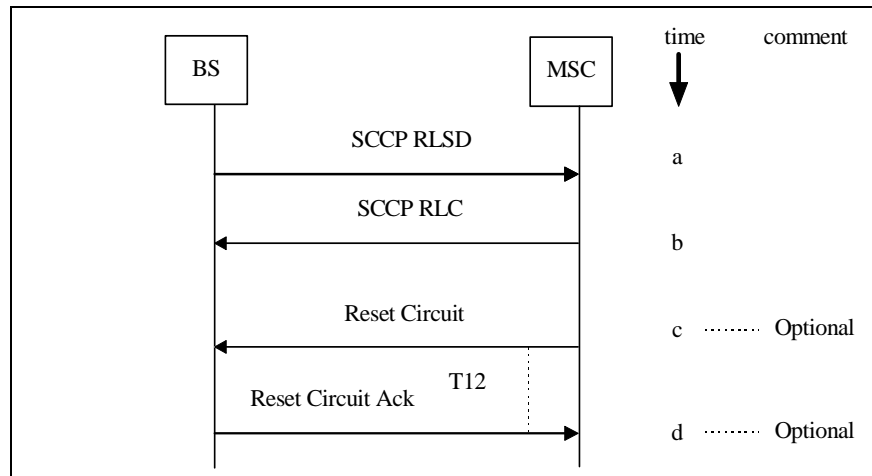 time comment
BS MSC
SCCP RLSD
a
SCCP RLC
b
Reset Circuit
c Optional
T12
Reset Circuit Ack
d Optional